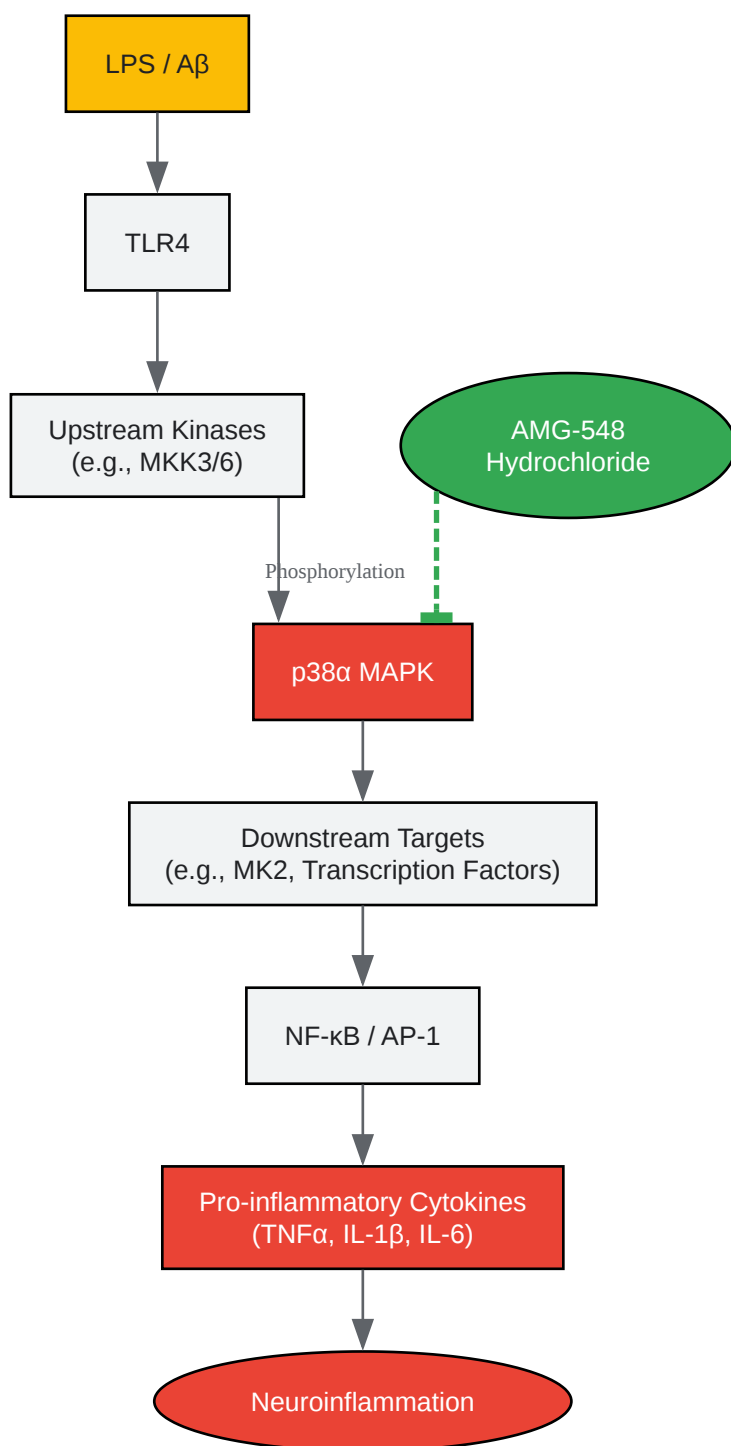 LPS / Aβ
TLR4
Upstream Kinases
(e.g., MKK3/6)
AMG-548
Hydrochloride
Phosphorylation
p38α MAPK
Downstream Targets
(e.g., MK2, Transcription Factors)
NF-κB / AP-1
Pro-inflammatory Cytokines
(TNFα, IL-1β, IL-6)
Neuroinflammation